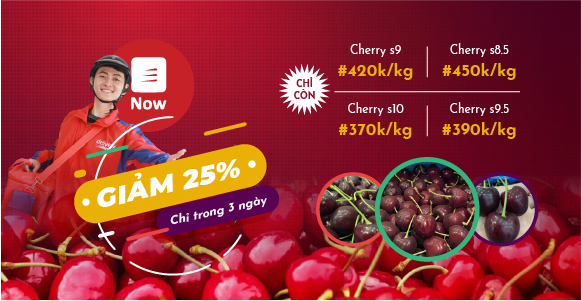 Now
GIẢM 25%
Chỉ trong 3 ngày
CHỈ
CÒN
Cherry s9
#420k/kg
Cherry s8.5
#450k/kg
Cherry s10
#370k/kg
Cherry s9.5
#390k/kg